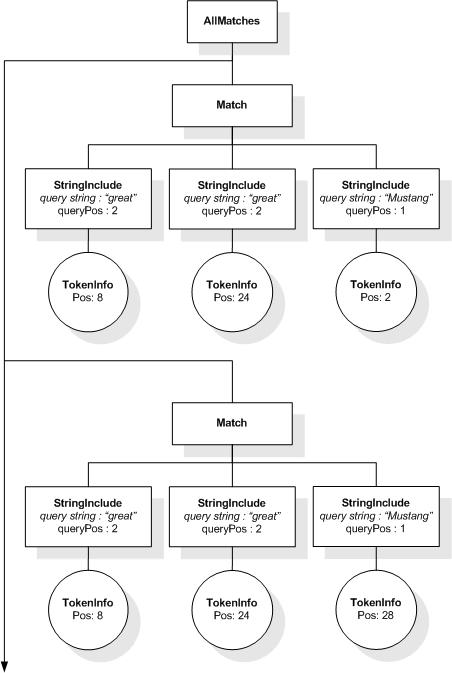 AllMatches
Match
StringInclude
query string : “great”
queryPos : 2
StringInclude
query string : “great”
queryPos : 2
StringInclude
query string : “Mustang”
queryPos : 1
TokenInfo
Pos: 8
TokenInfo
Pos: 24
TokenInfo
Pos: 2
Match
StringInclude
query string : “great”
queryPos : 2
StringInclude
query string : “great”
queryPos : 2
StringInclude
query string : “Mustang”
queryPos : 1
TokenInfo
Pos: 8
TokenInfo
Pos: 24
TokenInfo
Pos: 28